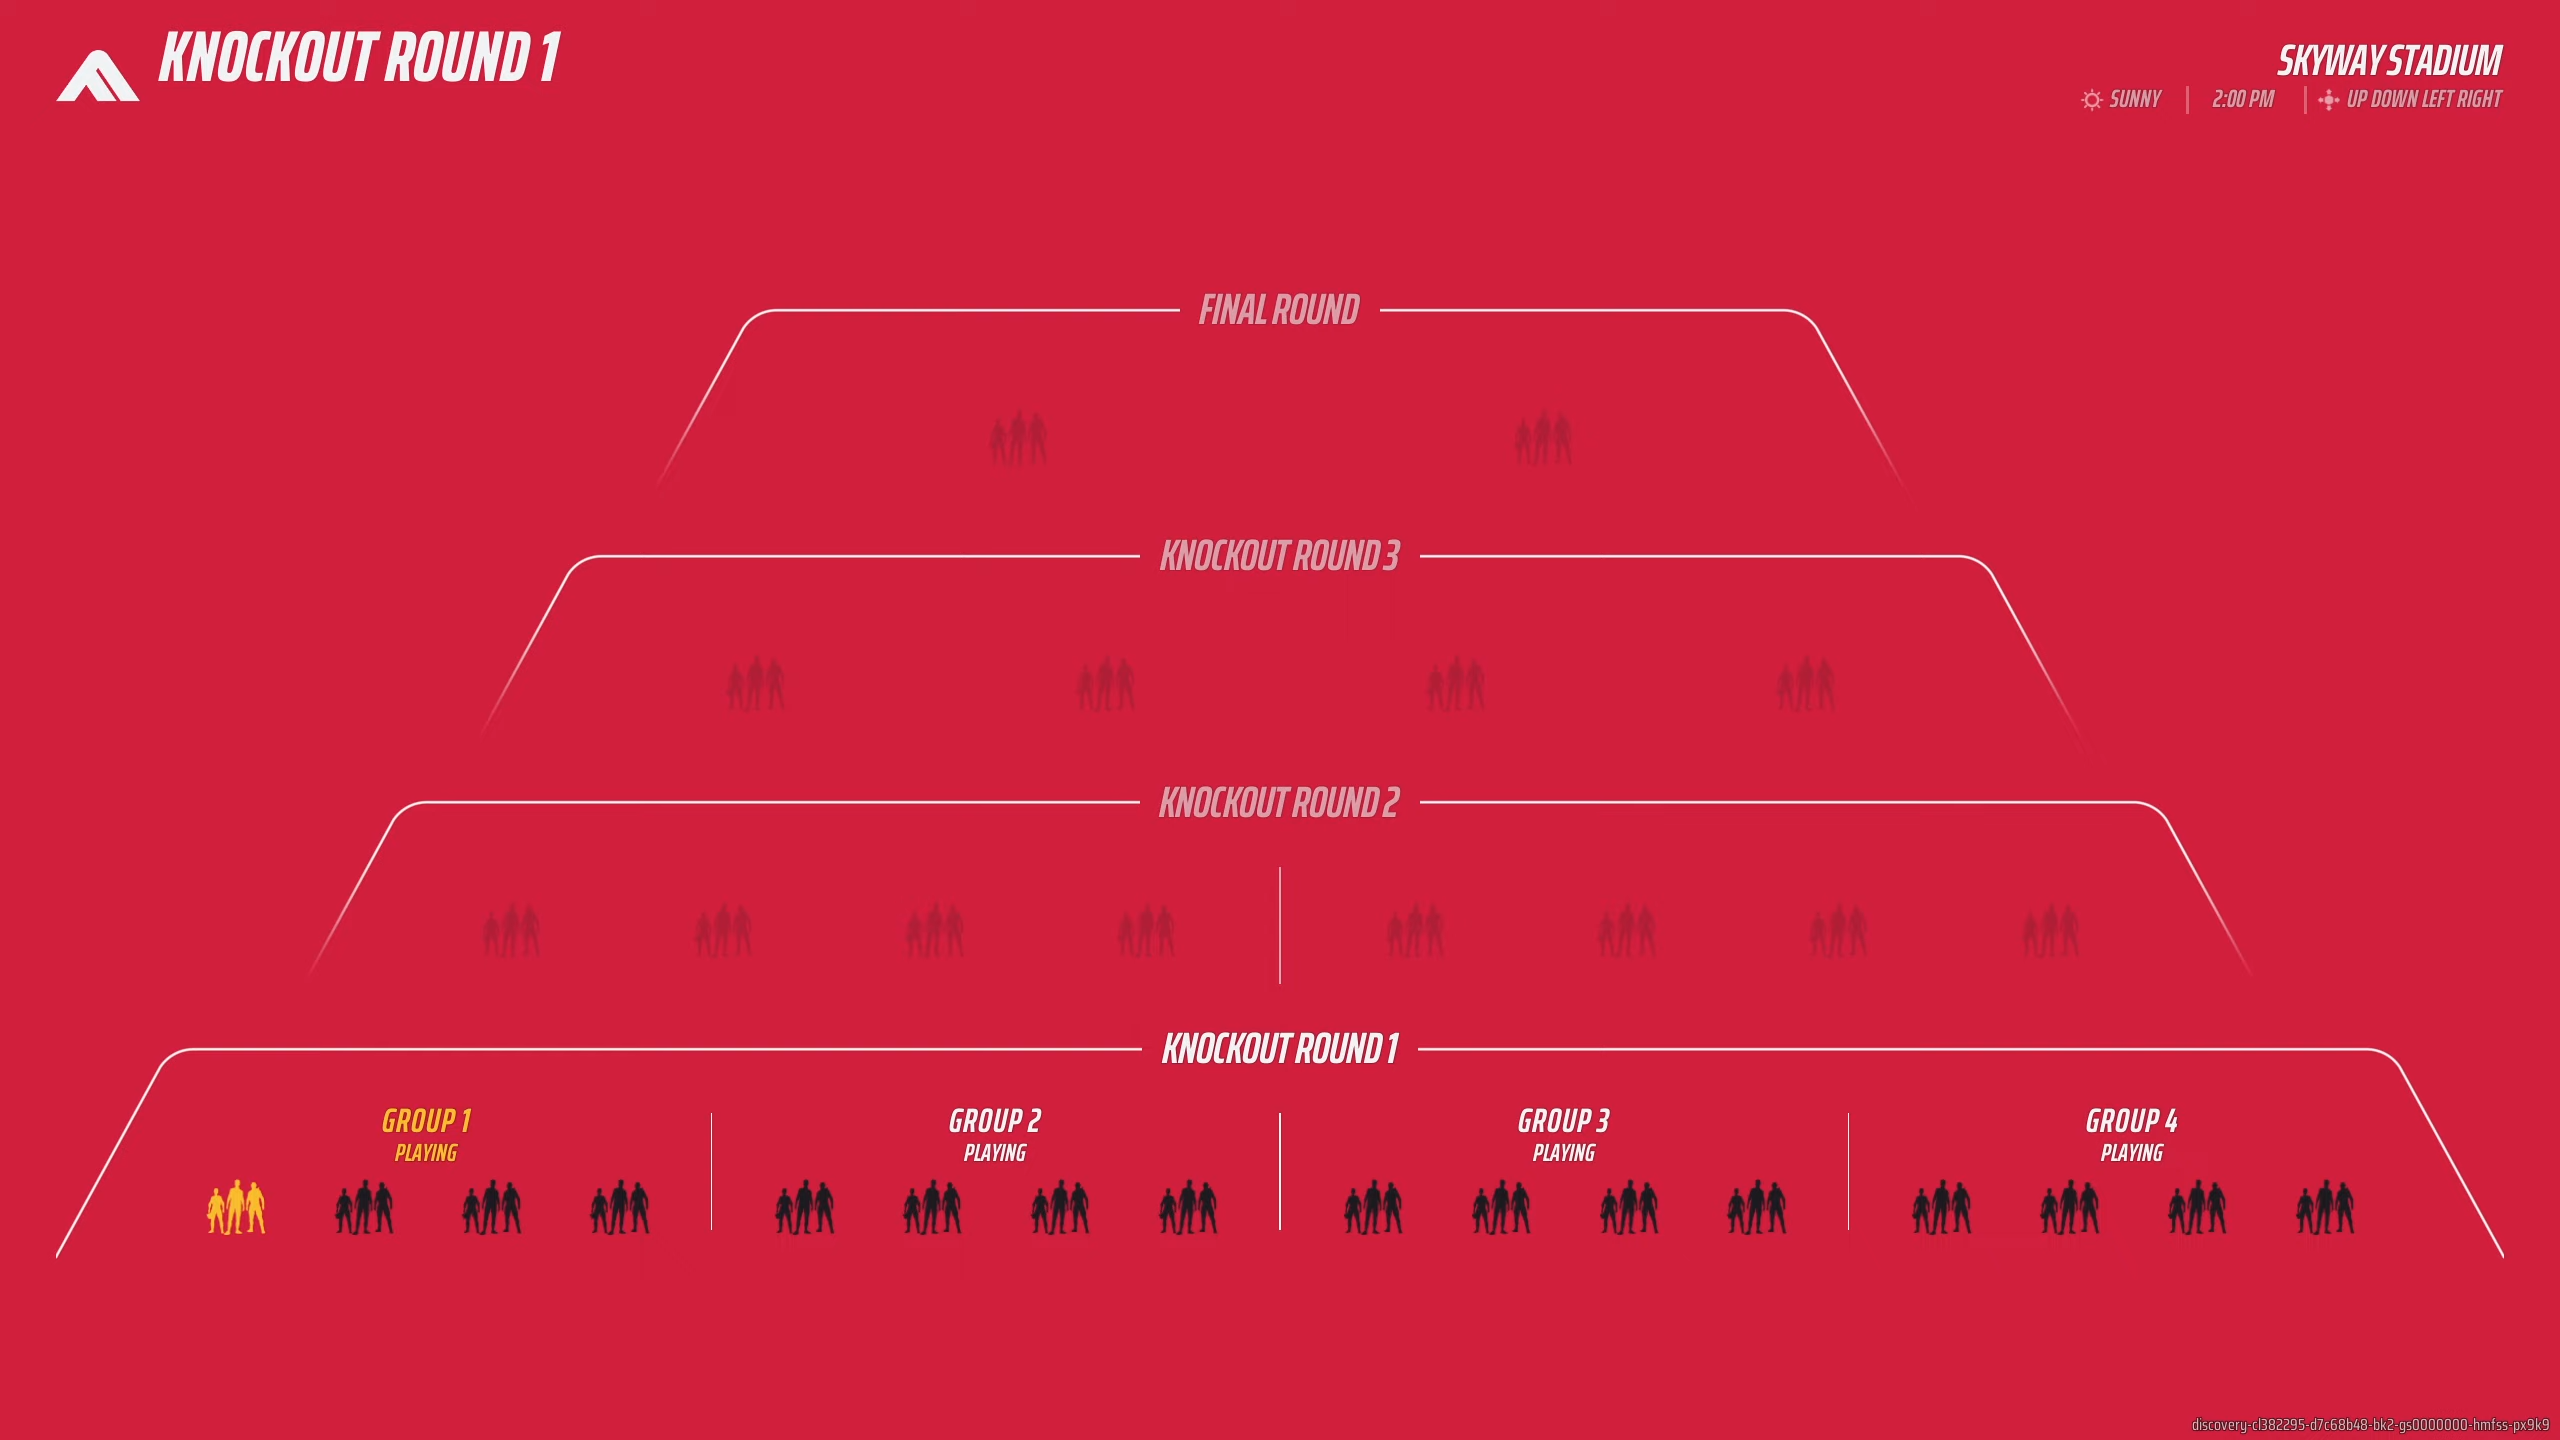 KNOCKOUT ROUND 1
SKYWAY STADIUM
SUNNY | 2:00 PM | UP DOWN LEFT RIGHT
FINAL ROUND
KNOCKOUT ROUND 3
KNOCKOUT ROUND 2
KNOCKOUT ROUND 1
GROUP 1
PLAYING
GROUP 2
PLAYING
GROUP 3
PLAYING
GROUP 4
PLAYING
discovery-cl382295-d7c68b48-bk2-gs0000000-hmfss-px9k9